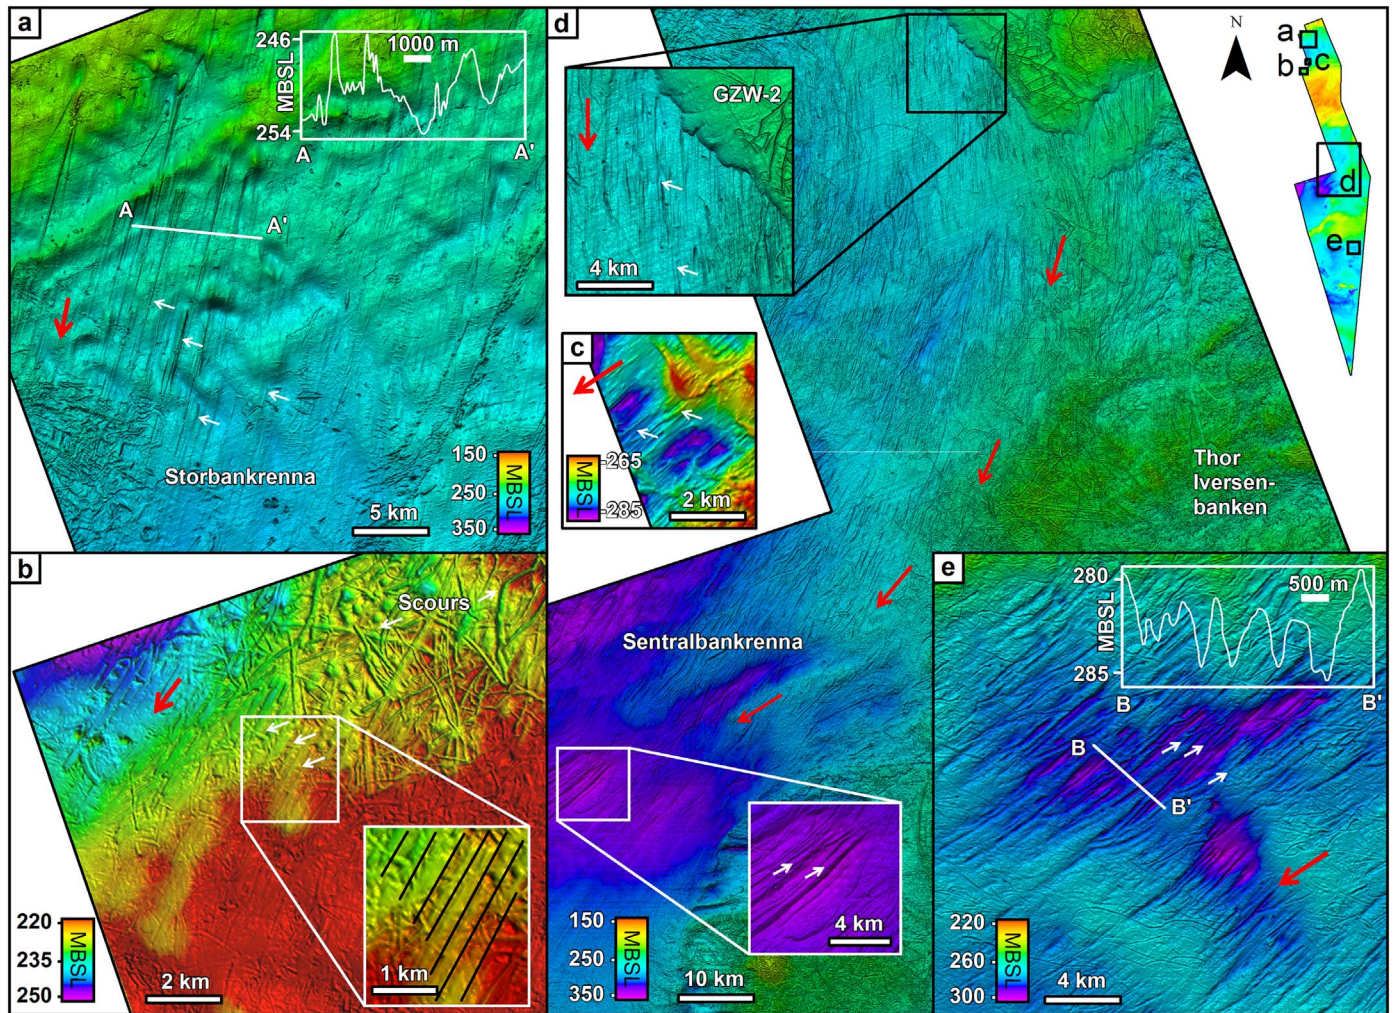 a
246
1000 m
MBSL
254
A
A'
A
A'
Storbankrenna
150
250
350
MBSL
5 km
b
Scours
220
235
250
MBSL
2 km
1 km
c
-265
-285
MBSL
2 km
d
GZW-2
4 km
Thor
Iversen-
banken
Sentralbankrenna
4 km
150
250
350
MBSL
10 km
N
a
b
c
d
e
e
280
500 m
MBSL
285
B
B'
B
B'
220
260
300
MBSL
4 km